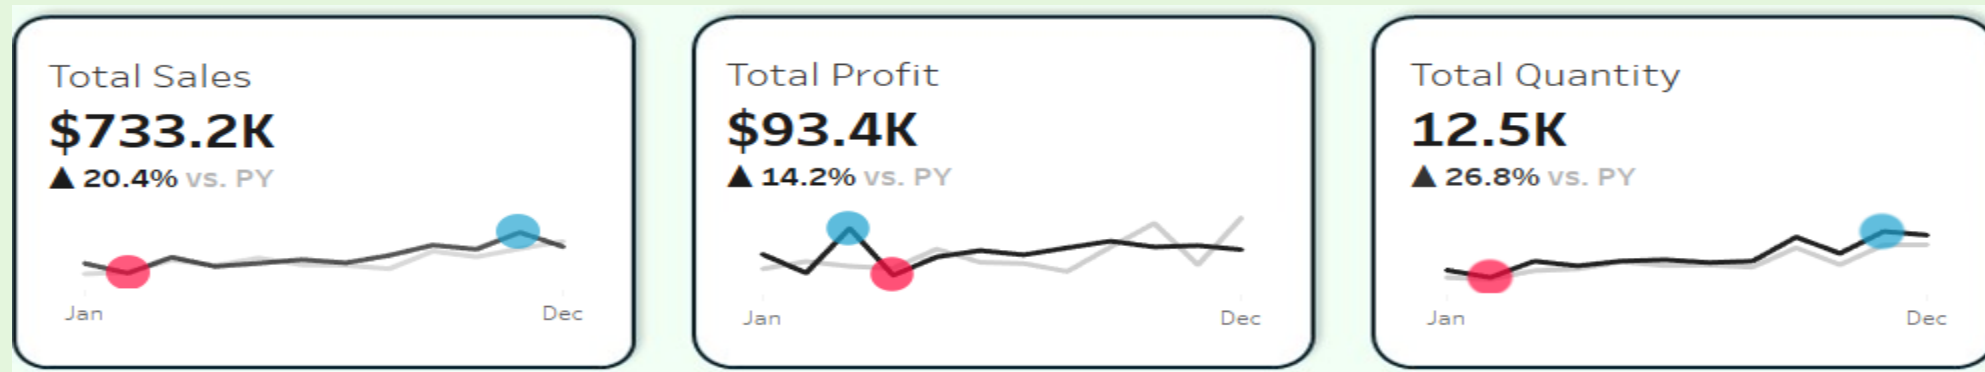 Total Sales
$733.2K
▲ 20.4% vs. PY
Jan Dec
Total Profit
$93.4K
▲ 14.2% vs. PY
Jan Dec
Total Quantity
12.5K
▲ 26.8% vs. PY
Jan Dec